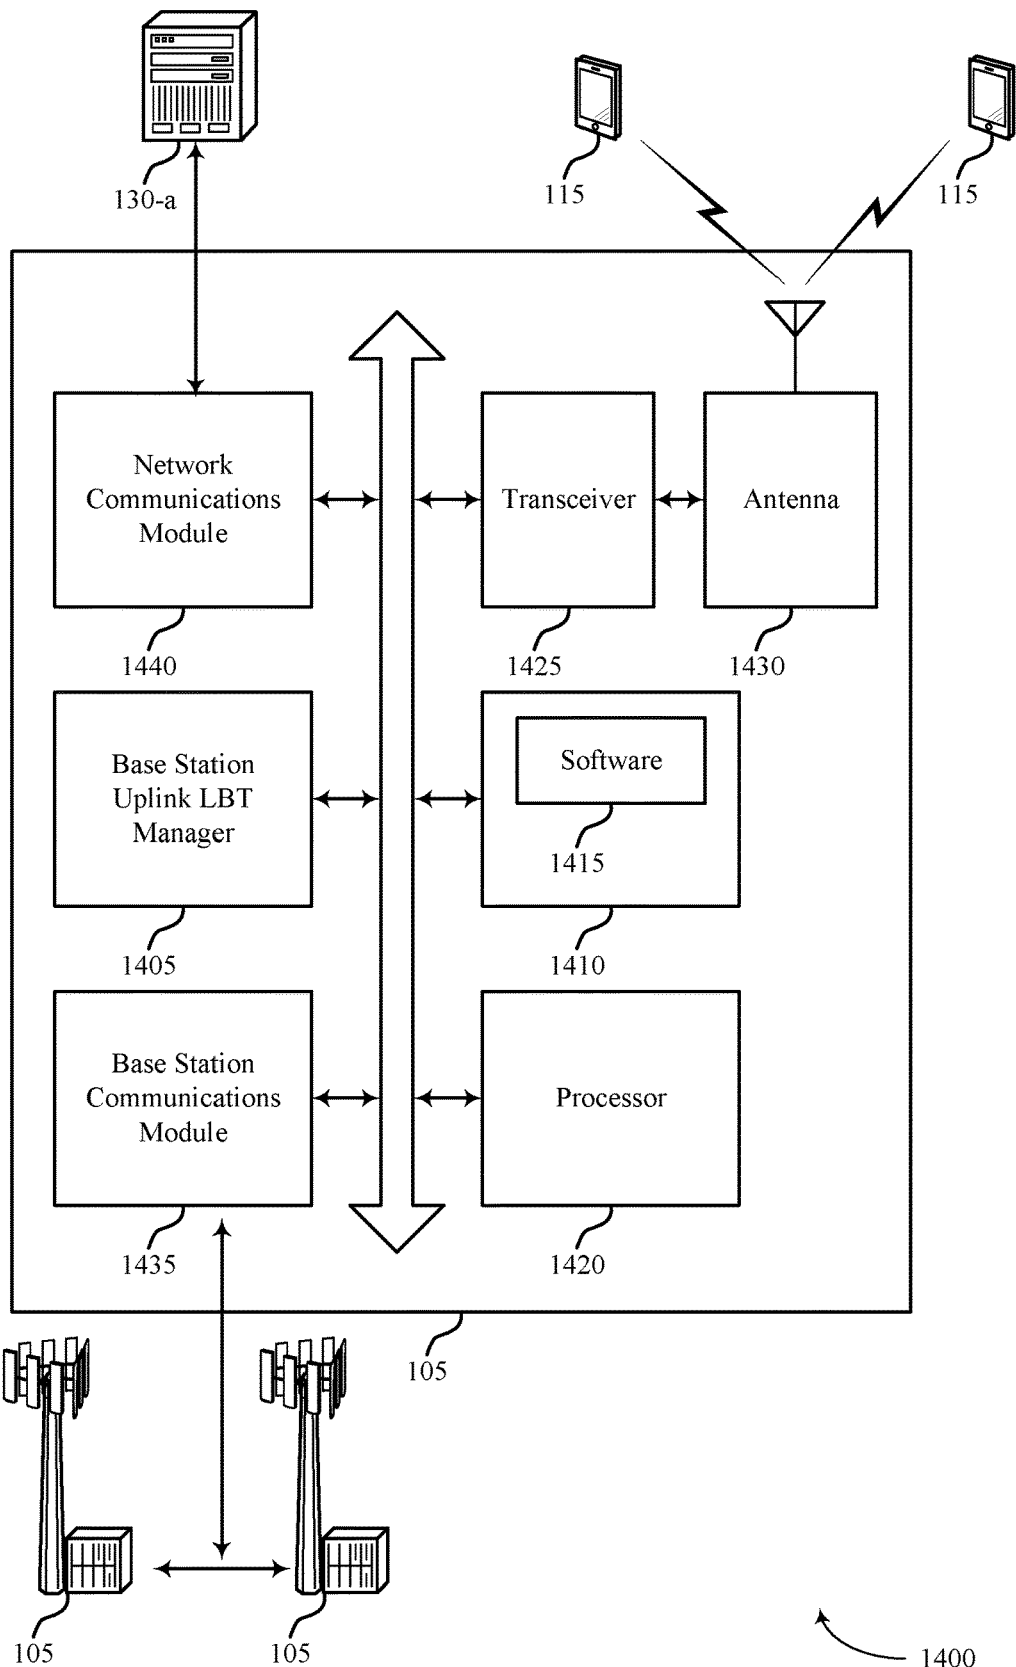 130-a
115
115
Network
Communications
Module
Transceiver
Antenna
1440
1425
1430
Base Station
Uplink LBT
Manager
Software
1415
1405
1410
Base Station
Communications
Module
Processor
1435
1420
105
105
105
1400